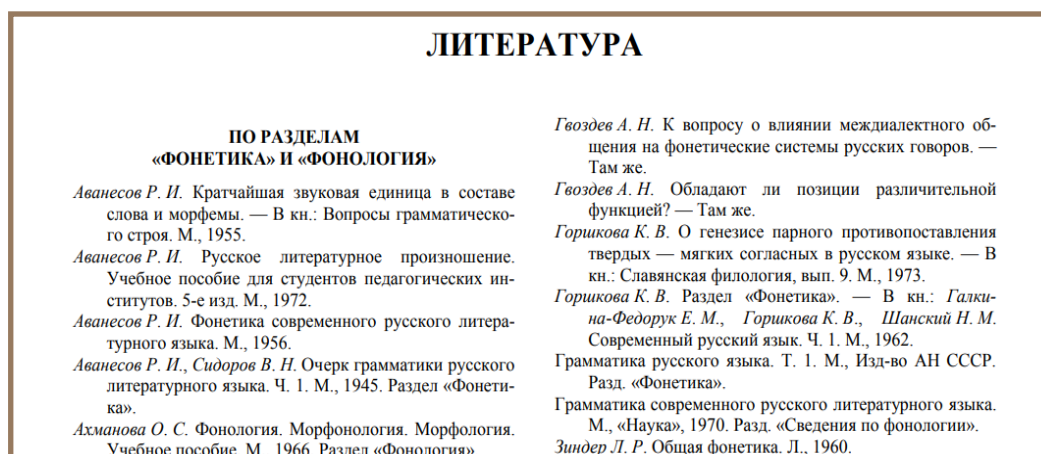 ЛИТЕРАТУРА
ПО РАЗДЕЛАМ
«ФОНЕТИКА» И «ФОНОЛОГИЯ»
Аванесов Р. И. Кратчайшая звуковая единица в составе
слова и морфемы. — В кн.: Вопросы грамматическо-
го строя. М., 1955.
Аванесов Р. И. Русское литературное произношение.
Учебное пособие для студентов педагогических ин-
ститутов. 5-е изд. М., 1972.
Аванесов Р. И. Фонетика современного русского литера-
турного языка. М., 1956.
Аванесов Р. И., Сидоров В. Н. Очерк грамматики русского
литературного языка. Ч. 1. М., 1945. Раздел «Фонети-
ка».
Ахманова О. С. Фонология. Морфонология. Морфология.
Учебное пособие. М., 1966. Раздел «Фонология».
Гвоздев А. Н. К вопросу о влиянии междиалектного об-
щения на фонетические системы русских говоров. —
Там же.
Гвоздев А. Н. Обладают ли позиции различительной
функцией? — Там же.
Горшкова К. В. О генезисе парного противопоставления
твердых — мягких согласных в русском языке. — В
кн.: Славянская филология, вып. 9. М., 1973.
Горшкова К. В. Раздел «Фонетика». — В кн.: Галки-
на-Федорук Е. М., Горшкова К. В., Шанский Н. М.
Современный русский язык. Ч. 1. М., 1962.
Грамматика русского языка. Т. 1. М., Изд-во АН СССР.
Разд. «Фонетика».
Грамматика современного русского литературного языка.
М., «Наука», 1970. Разд. «Сведения по фонологии».
Зиндер Л. Р. Общая фонетика. Л., 1960.